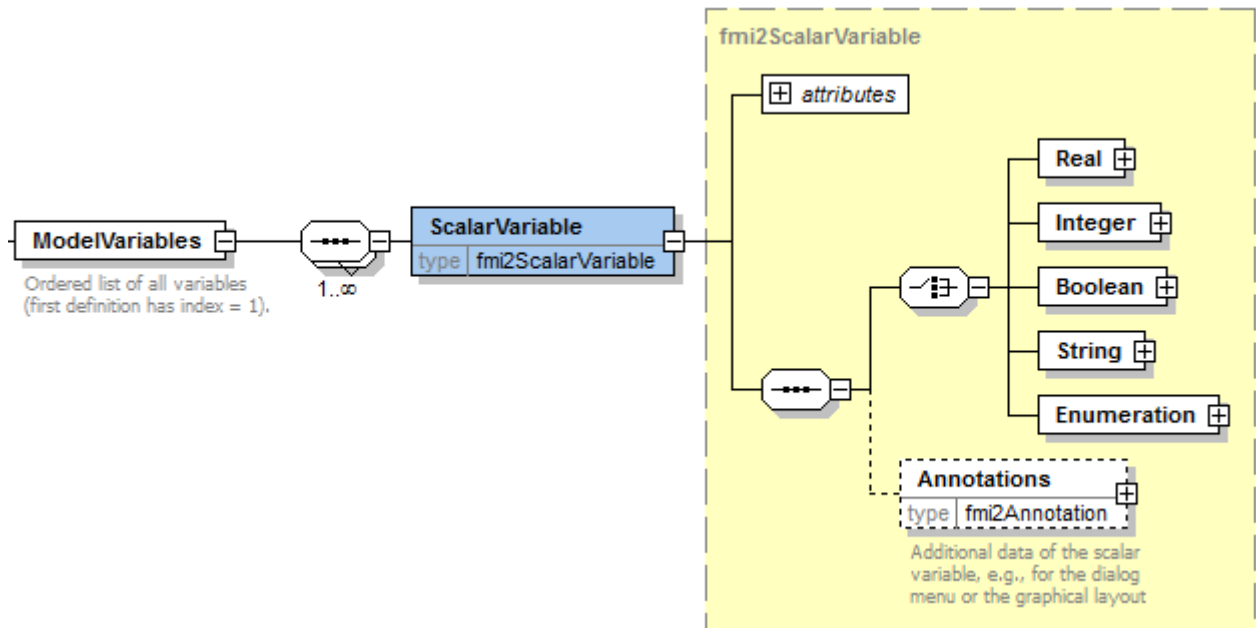 fmi2ScalarVariable
attributes
Real
Integer
Boolean
String
Enumeration
ModelVariables
Ordered list of all variables
(first definition has index = 1).
1..∞
ScalarVariable
type fmi2ScalarVariable
Annotations
type fmi2Annotation
Additional data of the scalar
variable, e.g., for the dialog
menu or the graphical layout